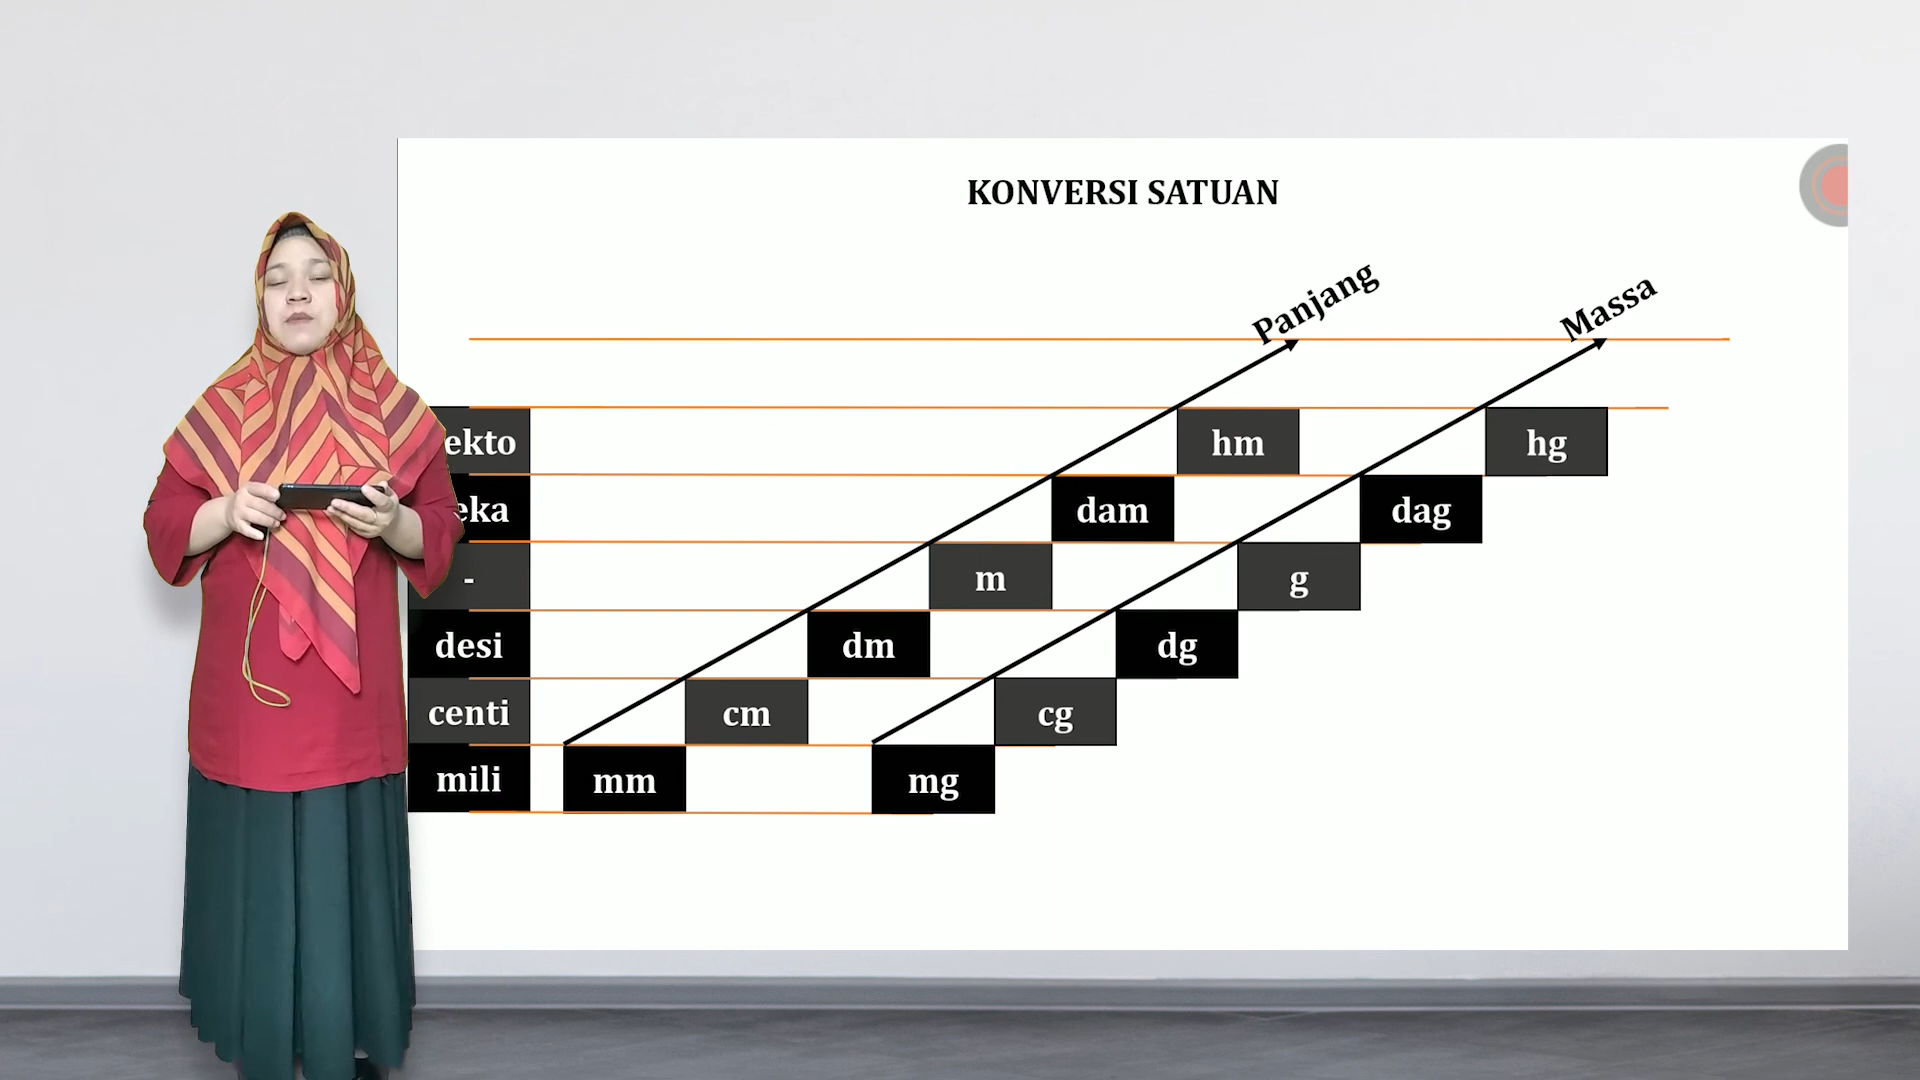 KONVERSI SATUAN
Panjang
Massa
ekto hm hg
eka dam dag
- m g
desi dm dg
centi cm cg
mili mm mg